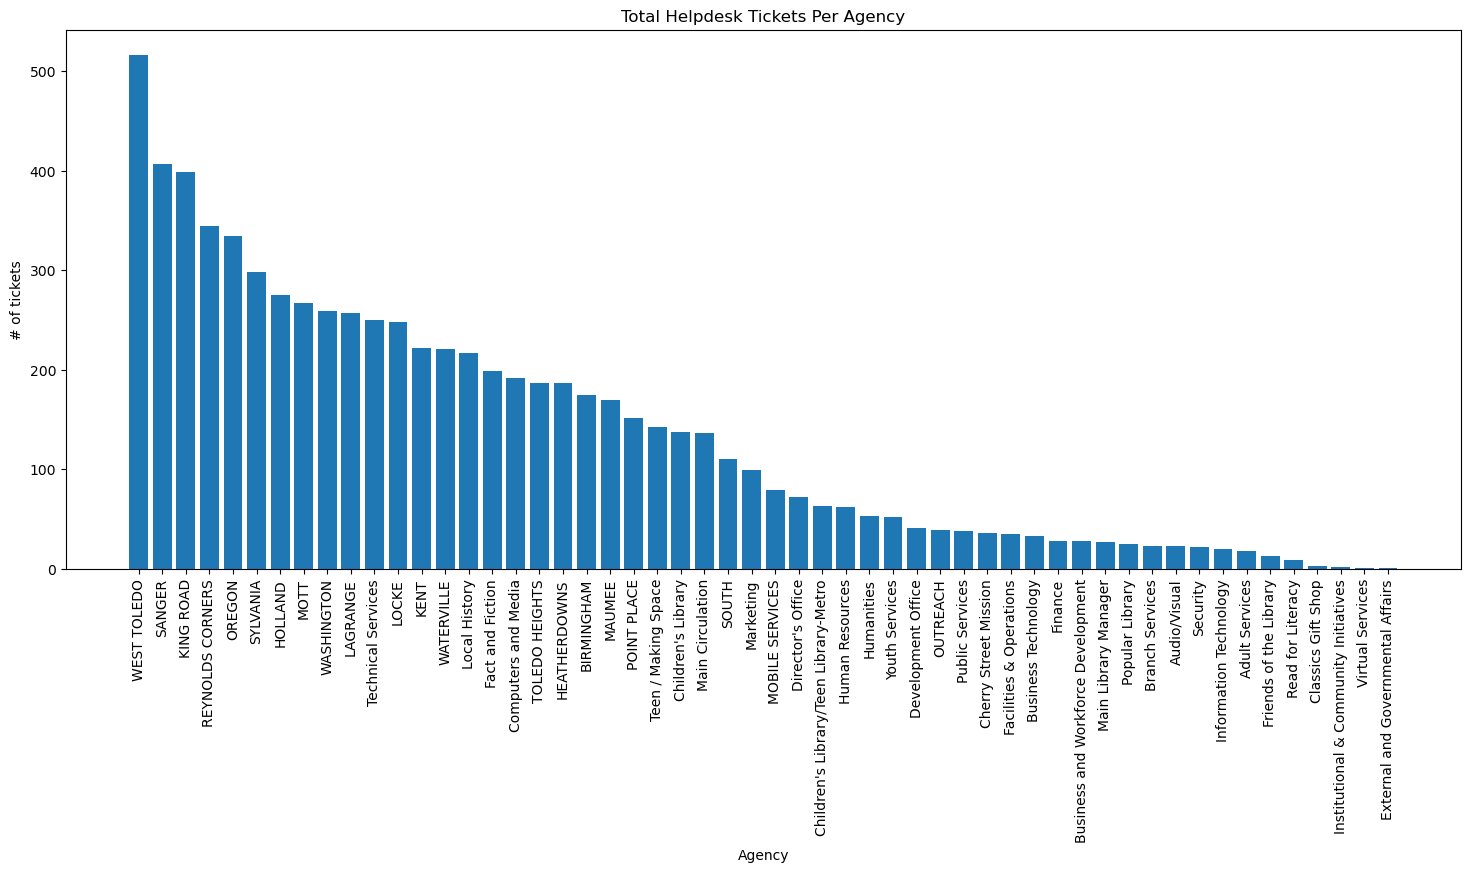 Total Helpdesk Tickets Per Agency
# of tickets
500
400
300
200
100
0
WEST TOLEDO
SANGER
KING ROAD
REYNOLDS CORNERS
OREGON
SYLVANIA
HOLLAND
MOTT
WASHINGTON
LAGRANGE
Technical Services
LOCKE
KENT
WATERVILLE
Local History
Fact and Fiction
Computers and Media
TOLEDO HEIGHTS
HEATHERDOWNS
BIRMINGHAM
MAUMEE
POINT PLACE
Teen / Making Space
Children's Library
Main Circulation
SOUTH
Marketing
MOBILE SERVICES
Director's Office
Children's Library/Teen Library-Metro
Human Resources
Humanities
Youth Services
Development Office
OUTREACH
Public Services
Cherry Street Mission
Facilities & Operations
Business Technology
Finance
Business and Workforce Development
Main Library Manager
Popular Library
Branch Services
Audio/Visual
Security
Information Technology
Adult Services
Friends of the Library
Read for Literacy
Classics Gift Shop
Institutional & Community Initiatives
Virtual Services
External and Governmental Affairs
Agency